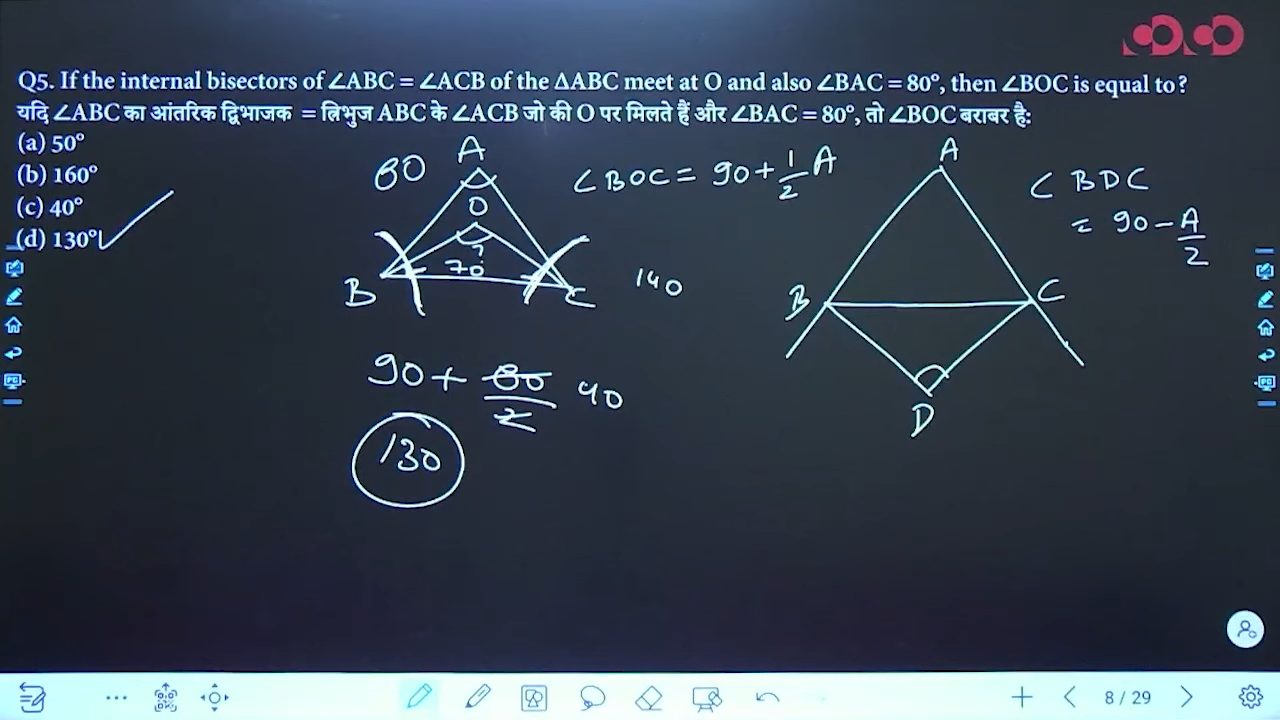 Q5. If the internal bisectors of ∠ABC = ∠ACB of the ΔABC meet at O and also ∠BAC = 80°, then ∠BOC is equal to?
यदि ∠ABC का आंतरिक द्विभाजक = त्रिभुज ABC के ∠ACB जो की O पर मिलते हैं और ∠BAC = 80°, तो ∠BOC बराबर है:
(a) 50°
(b) 160°
(c) 40°
(d) 130°
80
A
O
?
70
B
C
∠BOC = 90 + 1/2 A
140
90 + 80/2 40
130
A
B
C
D
∠BDC
= 90 - A/2
8 / 29